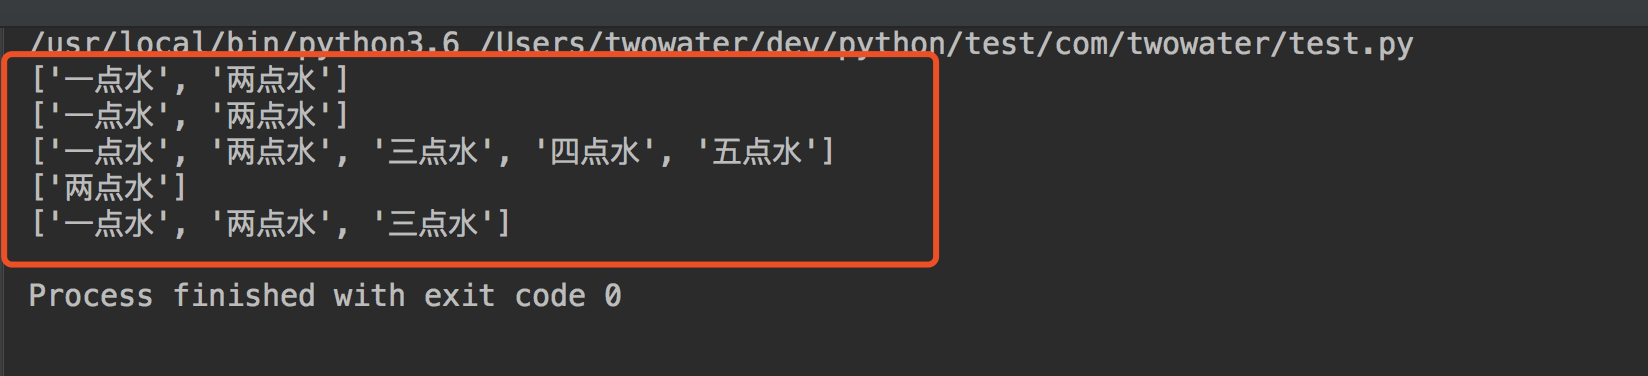 /usr/local/bin/python3.6 /Users/twowater/dev/python/test/com/twowater/test.py
['一点水', '两点水']
['一点水', '两点水']
['一点水', '两点水', '三点水', '四点水', '五点水']
['两点水']
['一点水', '两点水', '三点水']
Process finished with exit code 0